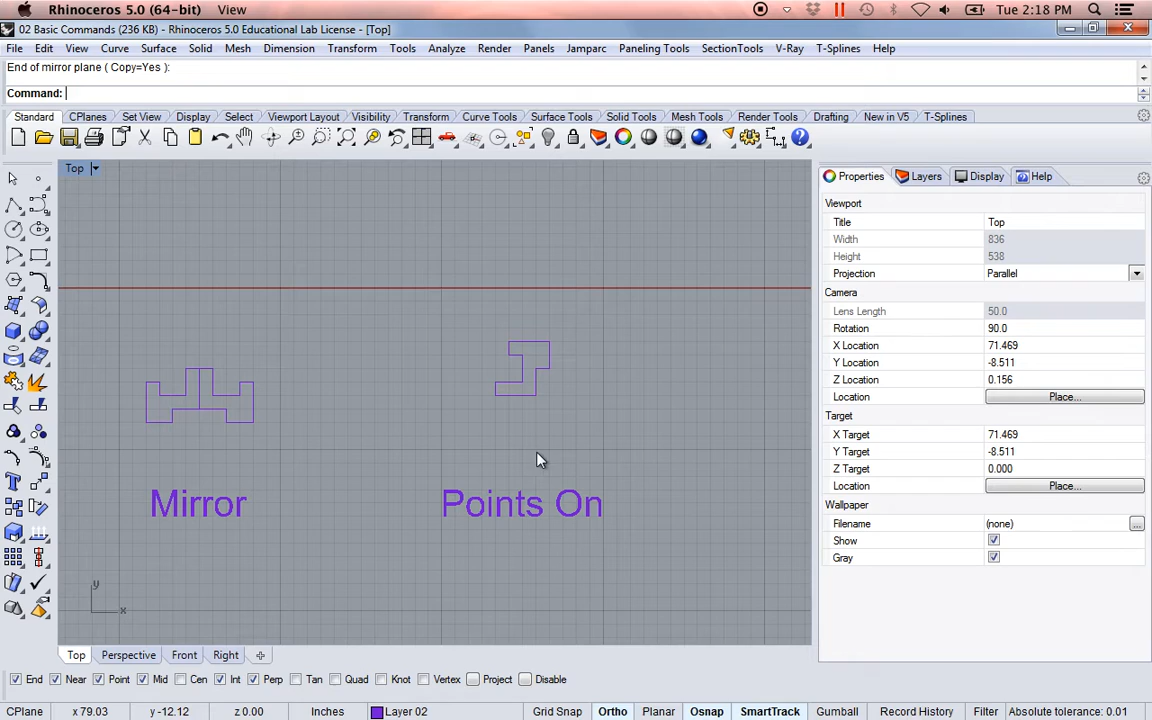 Rhinoceros 5.0 (64-bit) View Tue 2:18 PM
02 Basic Commands (236 KB) - Rhinoceros 5.0 Educational Lab License - [Top]
File Edit View Curve Surface Solid Mesh Dimension Transform Tools Analyze Render Panels Jamparc Paneling Tools SectionTools V-Ray T-Splines Help
End of mirror plane ( Copy=Yes ):
Command:
Standard CPlanes Set View Display Select Viewport Layout Visibility Transform Curve Tools Surface Tools Solid Tools Mesh Tools Render Tools Drafting New in V5 T-Splines
Top
Properties Layers Display Help
Viewport
Title Top
Width 836
Height 538
Projection Parallel
Camera
Lens Length 50.0
Rotation 90.0
X Location 71.469
Y Location -8.511
Z Location 0.156
Location Place...
Target
X Target 71.469
Y Target -8.511
Z Target 0.000
Location Place...
Wallpaper
Filename (none) ...
Show
Gray
Mirror Points On
y
x
Top Perspective Front Right
End Near Point Mid Cen Int Perp Tan Quad Knot Vertex Project Disable
CPlane x 79.03 y -12.12 z 0.00 Inches Layer 02 Grid Snap Ortho Planar Osnap SmartTrack Gumball Record History Filter Absolute tolerance: 0.01